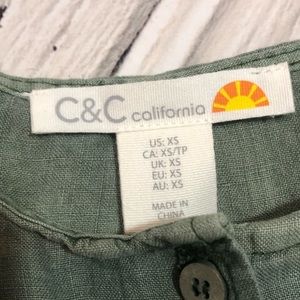 C&C california
US: XS
CA: XS/TP
UK: XS
EU: XS
AU: XS
MADE IN
CHINA